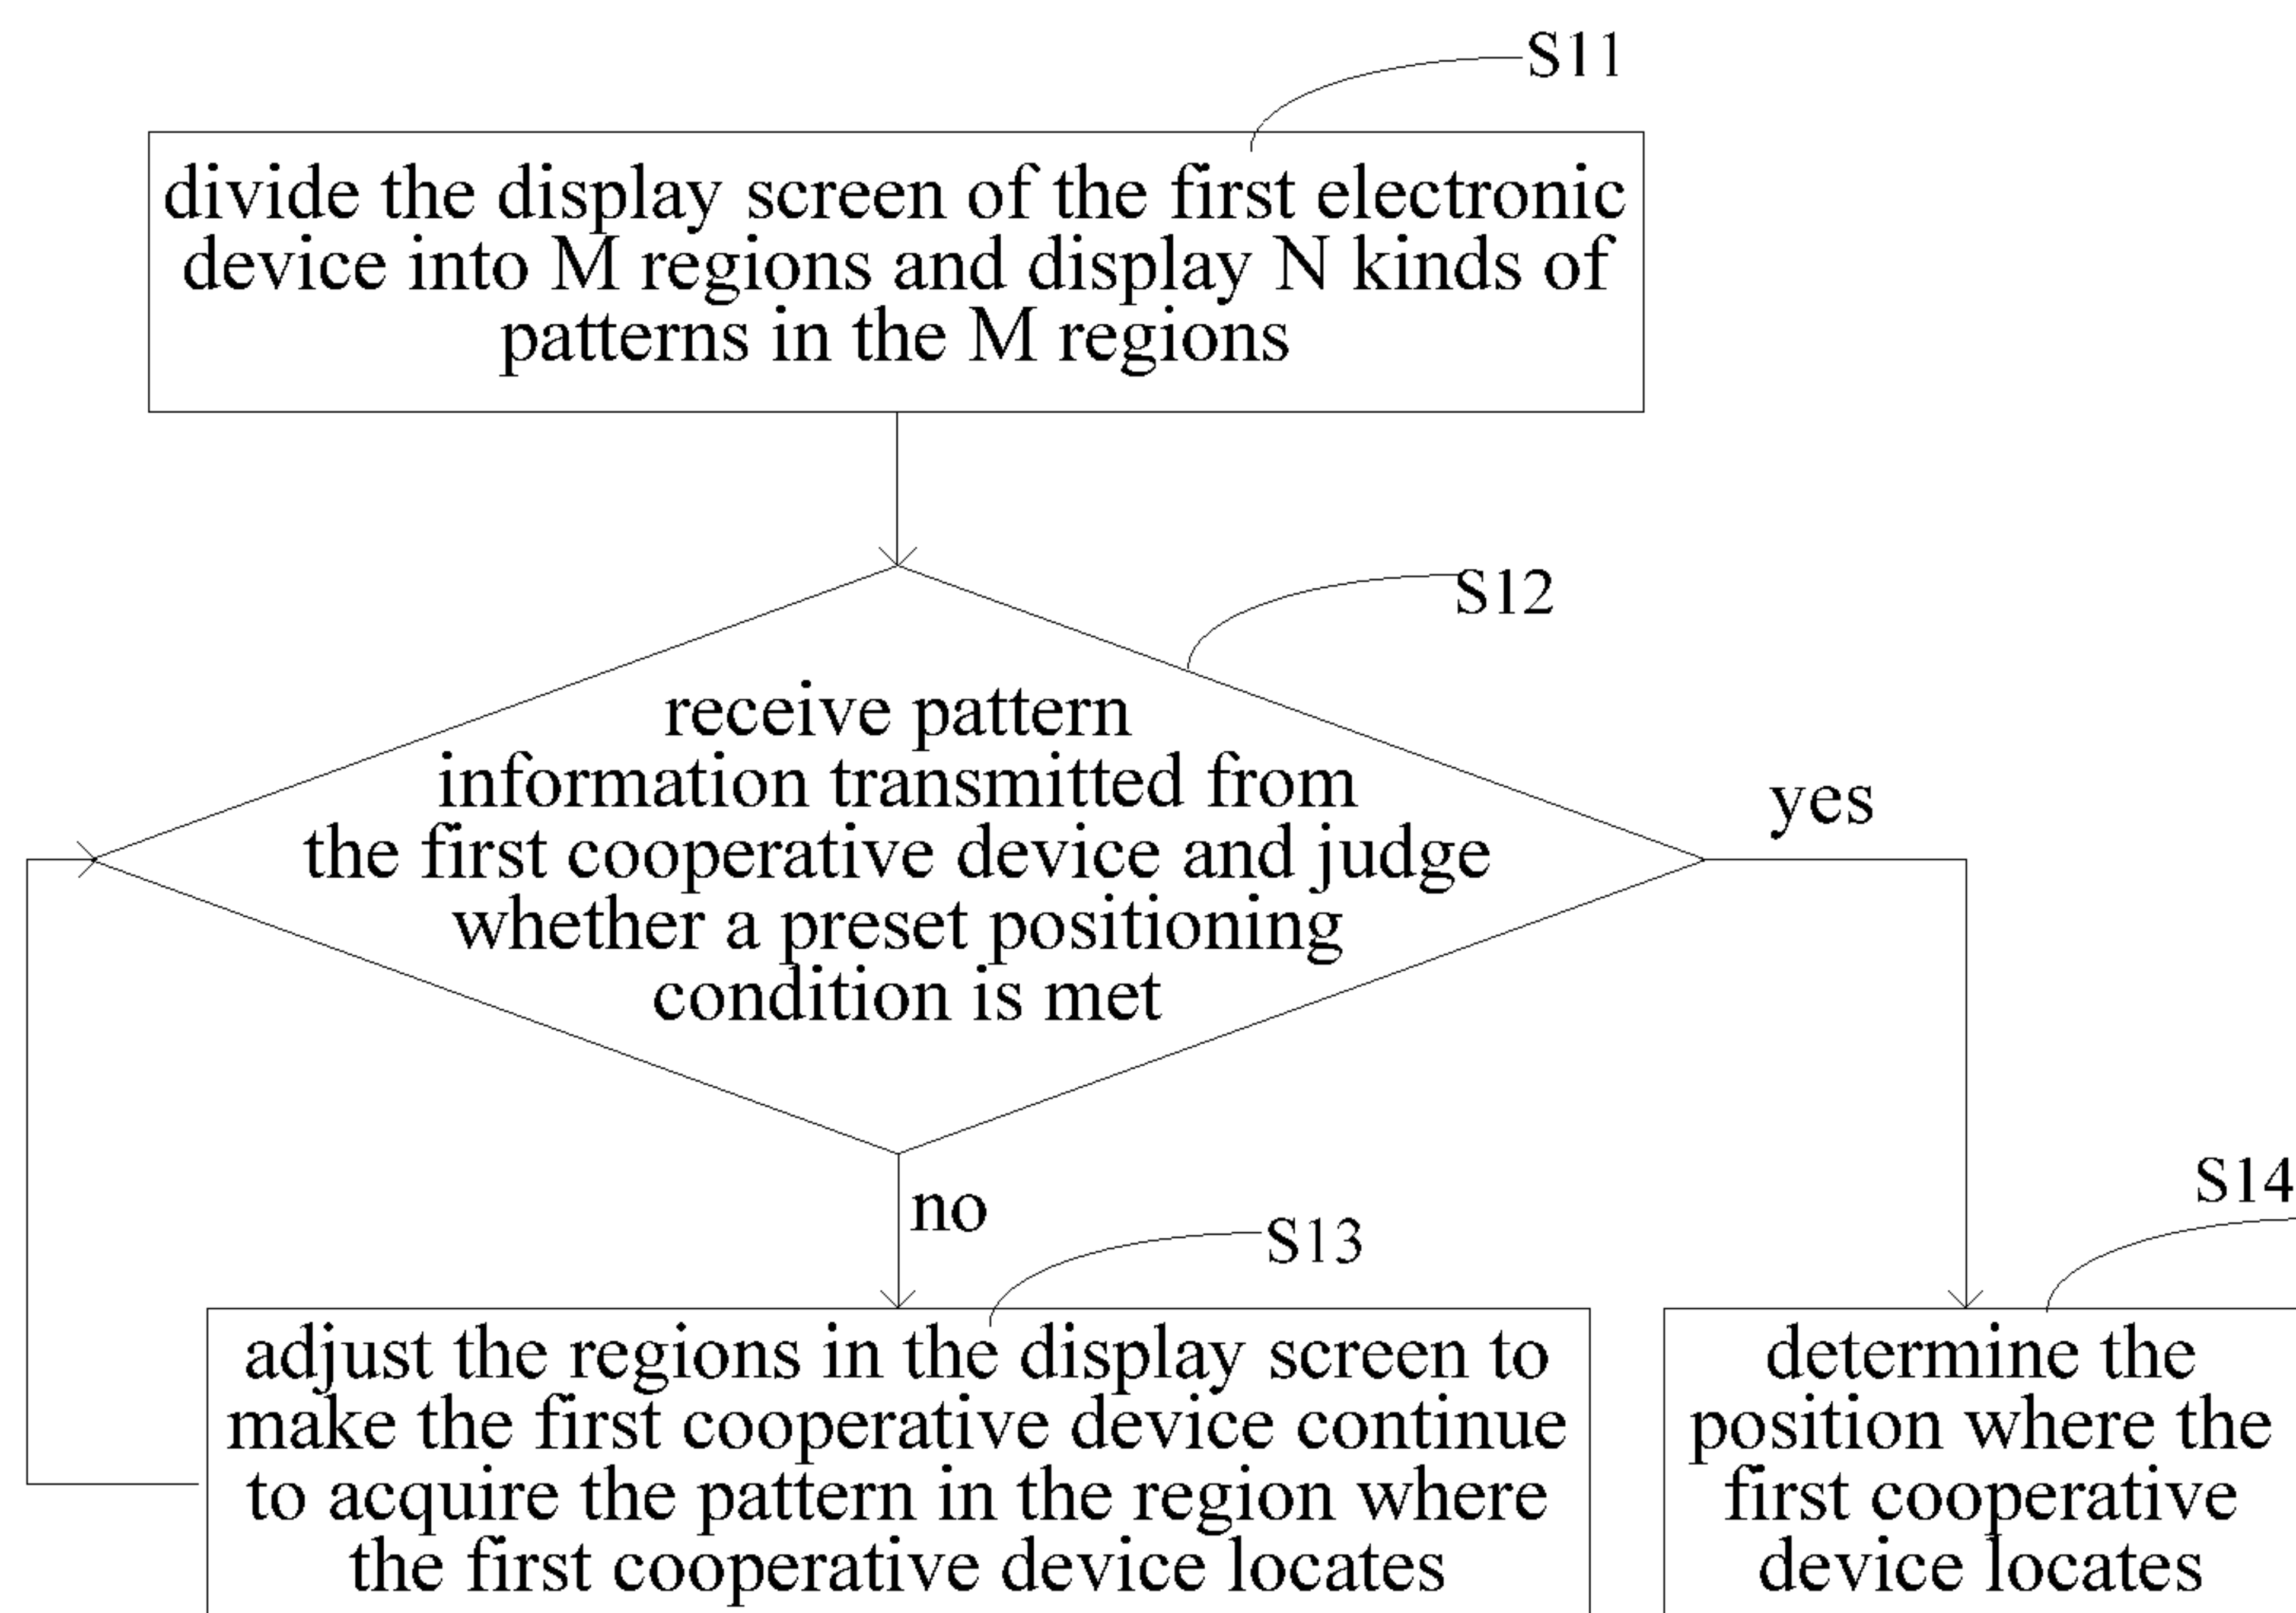 S11
divide the display screen of the first electronic
device into M regions and display N kinds of
patterns in the M regions
S12
receive pattern
information transmitted from
the first cooperative device and judge
whether a preset positioning
condition is met
yes
no
S13
adjust the regions in the display screen to
make the first cooperative device continue
to acquire the pattern in the region where
the first cooperative device locates
S14
determine the
position where the
first cooperative
device locates